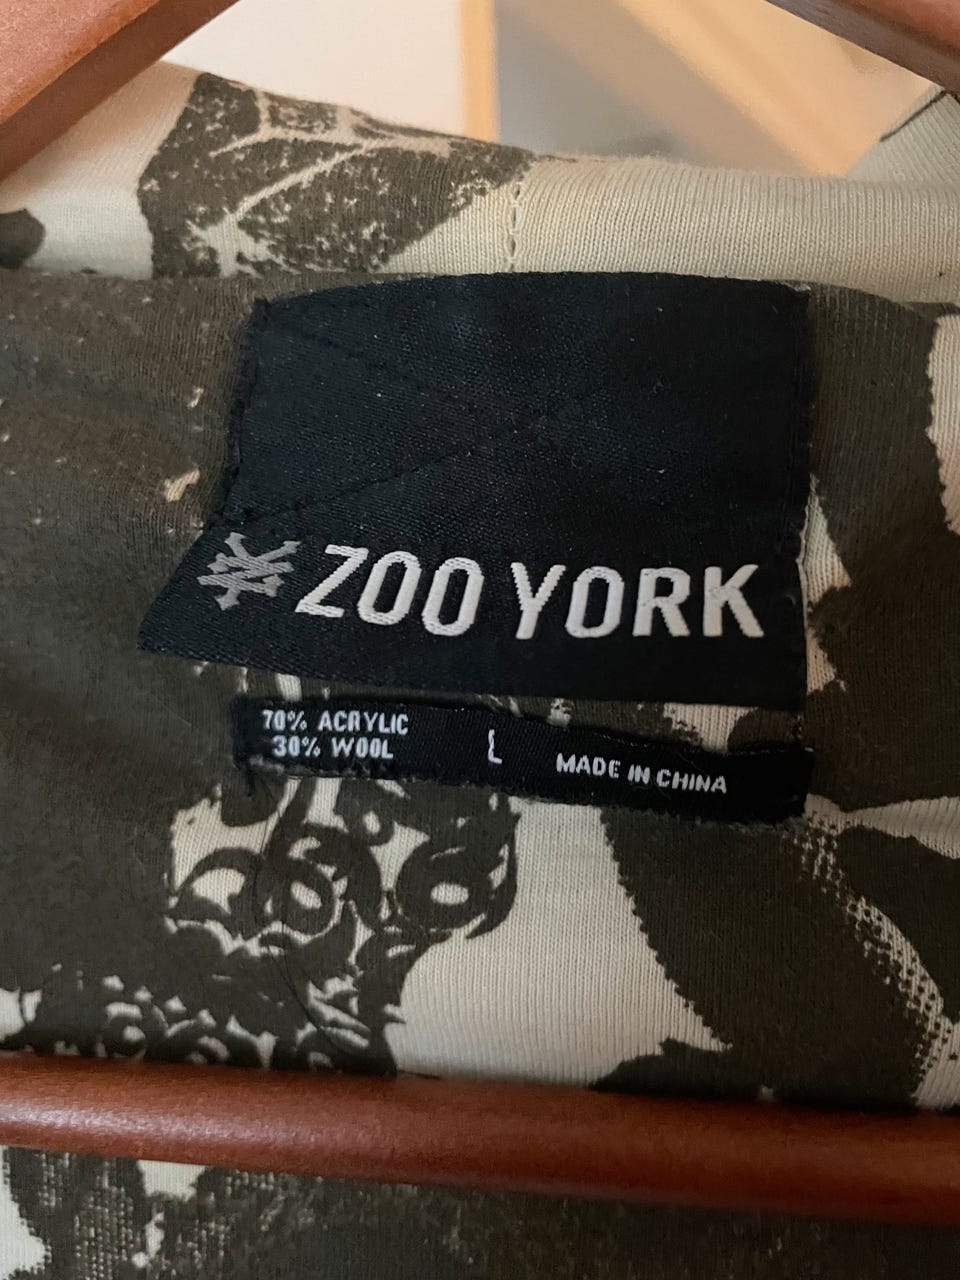 ZOO YORK
70% ACRYLIC
30% WOOL
L
MADE IN CHINA